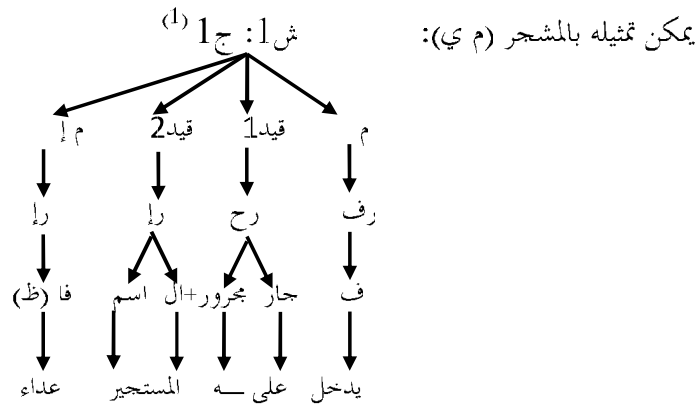 يمكن تمثيله بالمشجر (م ي):
ش1: ج1 (1)
م قيد1 قيد2 م إ
رف رح رإ رإ
ف جار مجرور+ال اسم فا (ظ)
يدخل على ـــه المستجير عداء